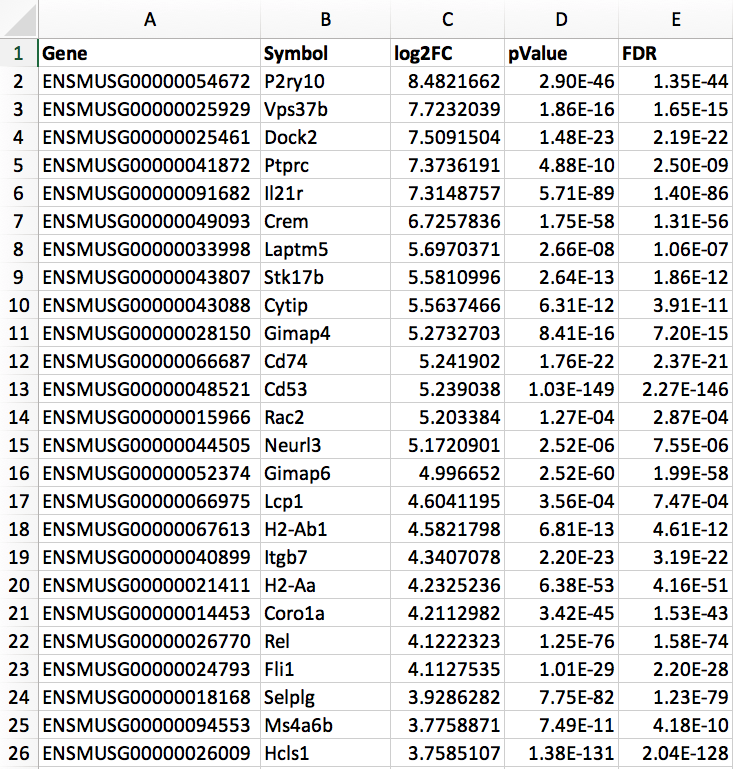 A B C D E
1 Gene Symbol log2FC pValue FDR
2 ENSMUSG00000054672 P2ry10 8.4821662 2.90E-46 1.35E-44
3 ENSMUSG00000025929 Vps37b 7.7232039 1.86E-16 1.65E-15
4 ENSMUSG00000025461 Dock2 7.5091504 1.48E-23 2.19E-22
5 ENSMUSG00000041872 Ptprc 7.3736191 4.88E-10 2.50E-09
6 ENSMUSG00000091682 Il21r 7.3148757 5.71E-89 1.40E-86
7 ENSMUSG00000049093 Crem 6.7257836 1.75E-58 1.31E-56
8 ENSMUSG00000033998 Laptm5 5.6970371 2.66E-08 1.06E-07
9 ENSMUSG00000043807 Stk17b 5.5810996 2.64E-13 1.86E-12
10 ENSMUSG00000043088 Cytip 5.5637466 6.31E-12 3.91E-11
11 ENSMUSG00000028150 Gimap4 5.2732703 8.41E-16 7.20E-15
12 ENSMUSG00000066687 Cd74 5.241902 1.76E-22 2.37E-21
13 ENSMUSG00000048521 Cd53 5.239038 1.03E-149 2.27E-146
14 ENSMUSG00000015966 Rac2 5.203384 1.27E-04 2.87E-04
15 ENSMUSG00000044505 Neurl3 5.1720901 2.52E-06 7.55E-06
16 ENSMUSG00000052374 Gimap6 4.996652 2.52E-60 1.99E-58
17 ENSMUSG00000066975 Lcp1 4.6041195 3.56E-04 7.47E-04
18 ENSMUSG00000067613 H2-Ab1 4.5821798 6.81E-13 4.61E-12
19 ENSMUSG00000040899 Itgb7 4.3407078 2.20E-23 3.19E-22
20 ENSMUSG00000021411 H2-Aa 4.2325236 6.38E-53 4.16E-51
21 ENSMUSG00000014453 Coro1a 4.2112982 3.42E-45 1.53E-43
22 ENSMUSG00000026770 Rel 4.1222323 1.25E-76 1.58E-74
23 ENSMUSG00000024793 Fli1 4.1127535 1.01E-29 2.20E-28
24 ENSMUSG00000018168 Selplg 3.9286282 7.75E-82 1.23E-79
25 ENSMUSG00000094553 Ms4a6b 3.7758871 7.49E-11 4.18E-10
26 ENSMUSG00000026009 Hcls1 3.7585107 1.38E-131 2.04E-128